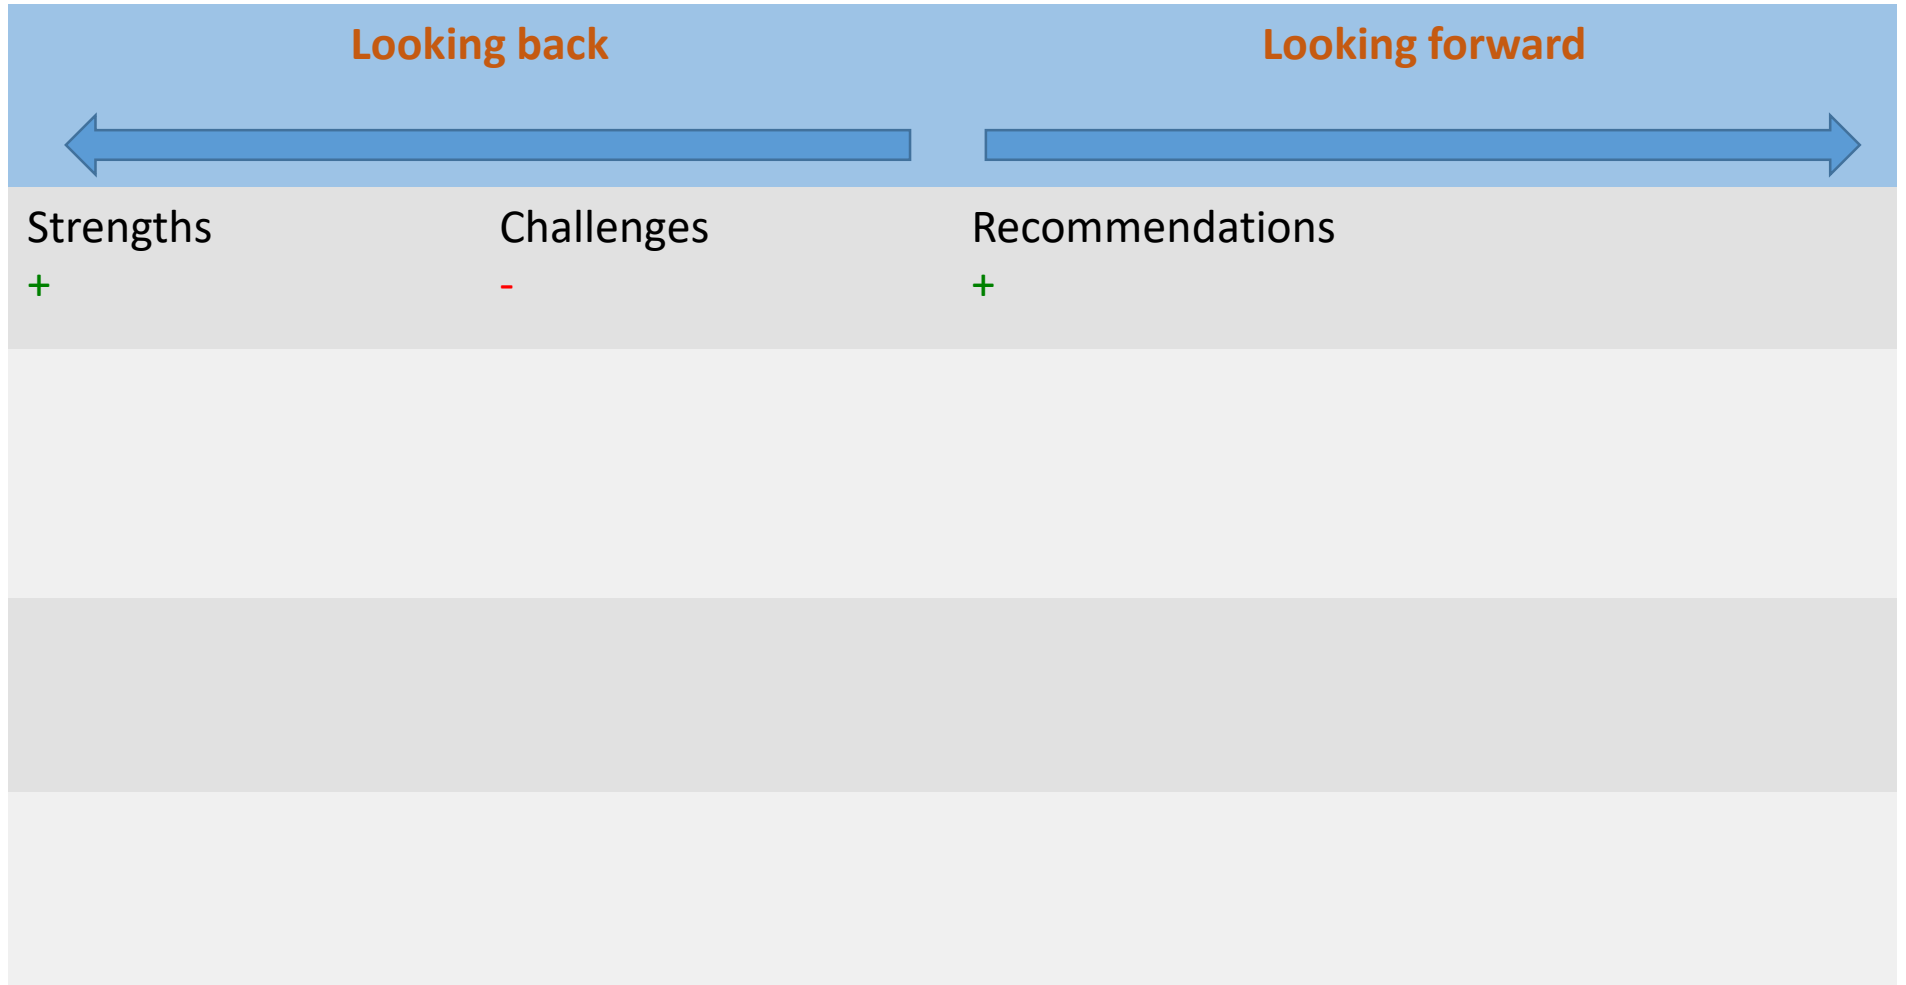 Looking back
Looking forward
Strengths
+
Challenges
-
Recommendations
+